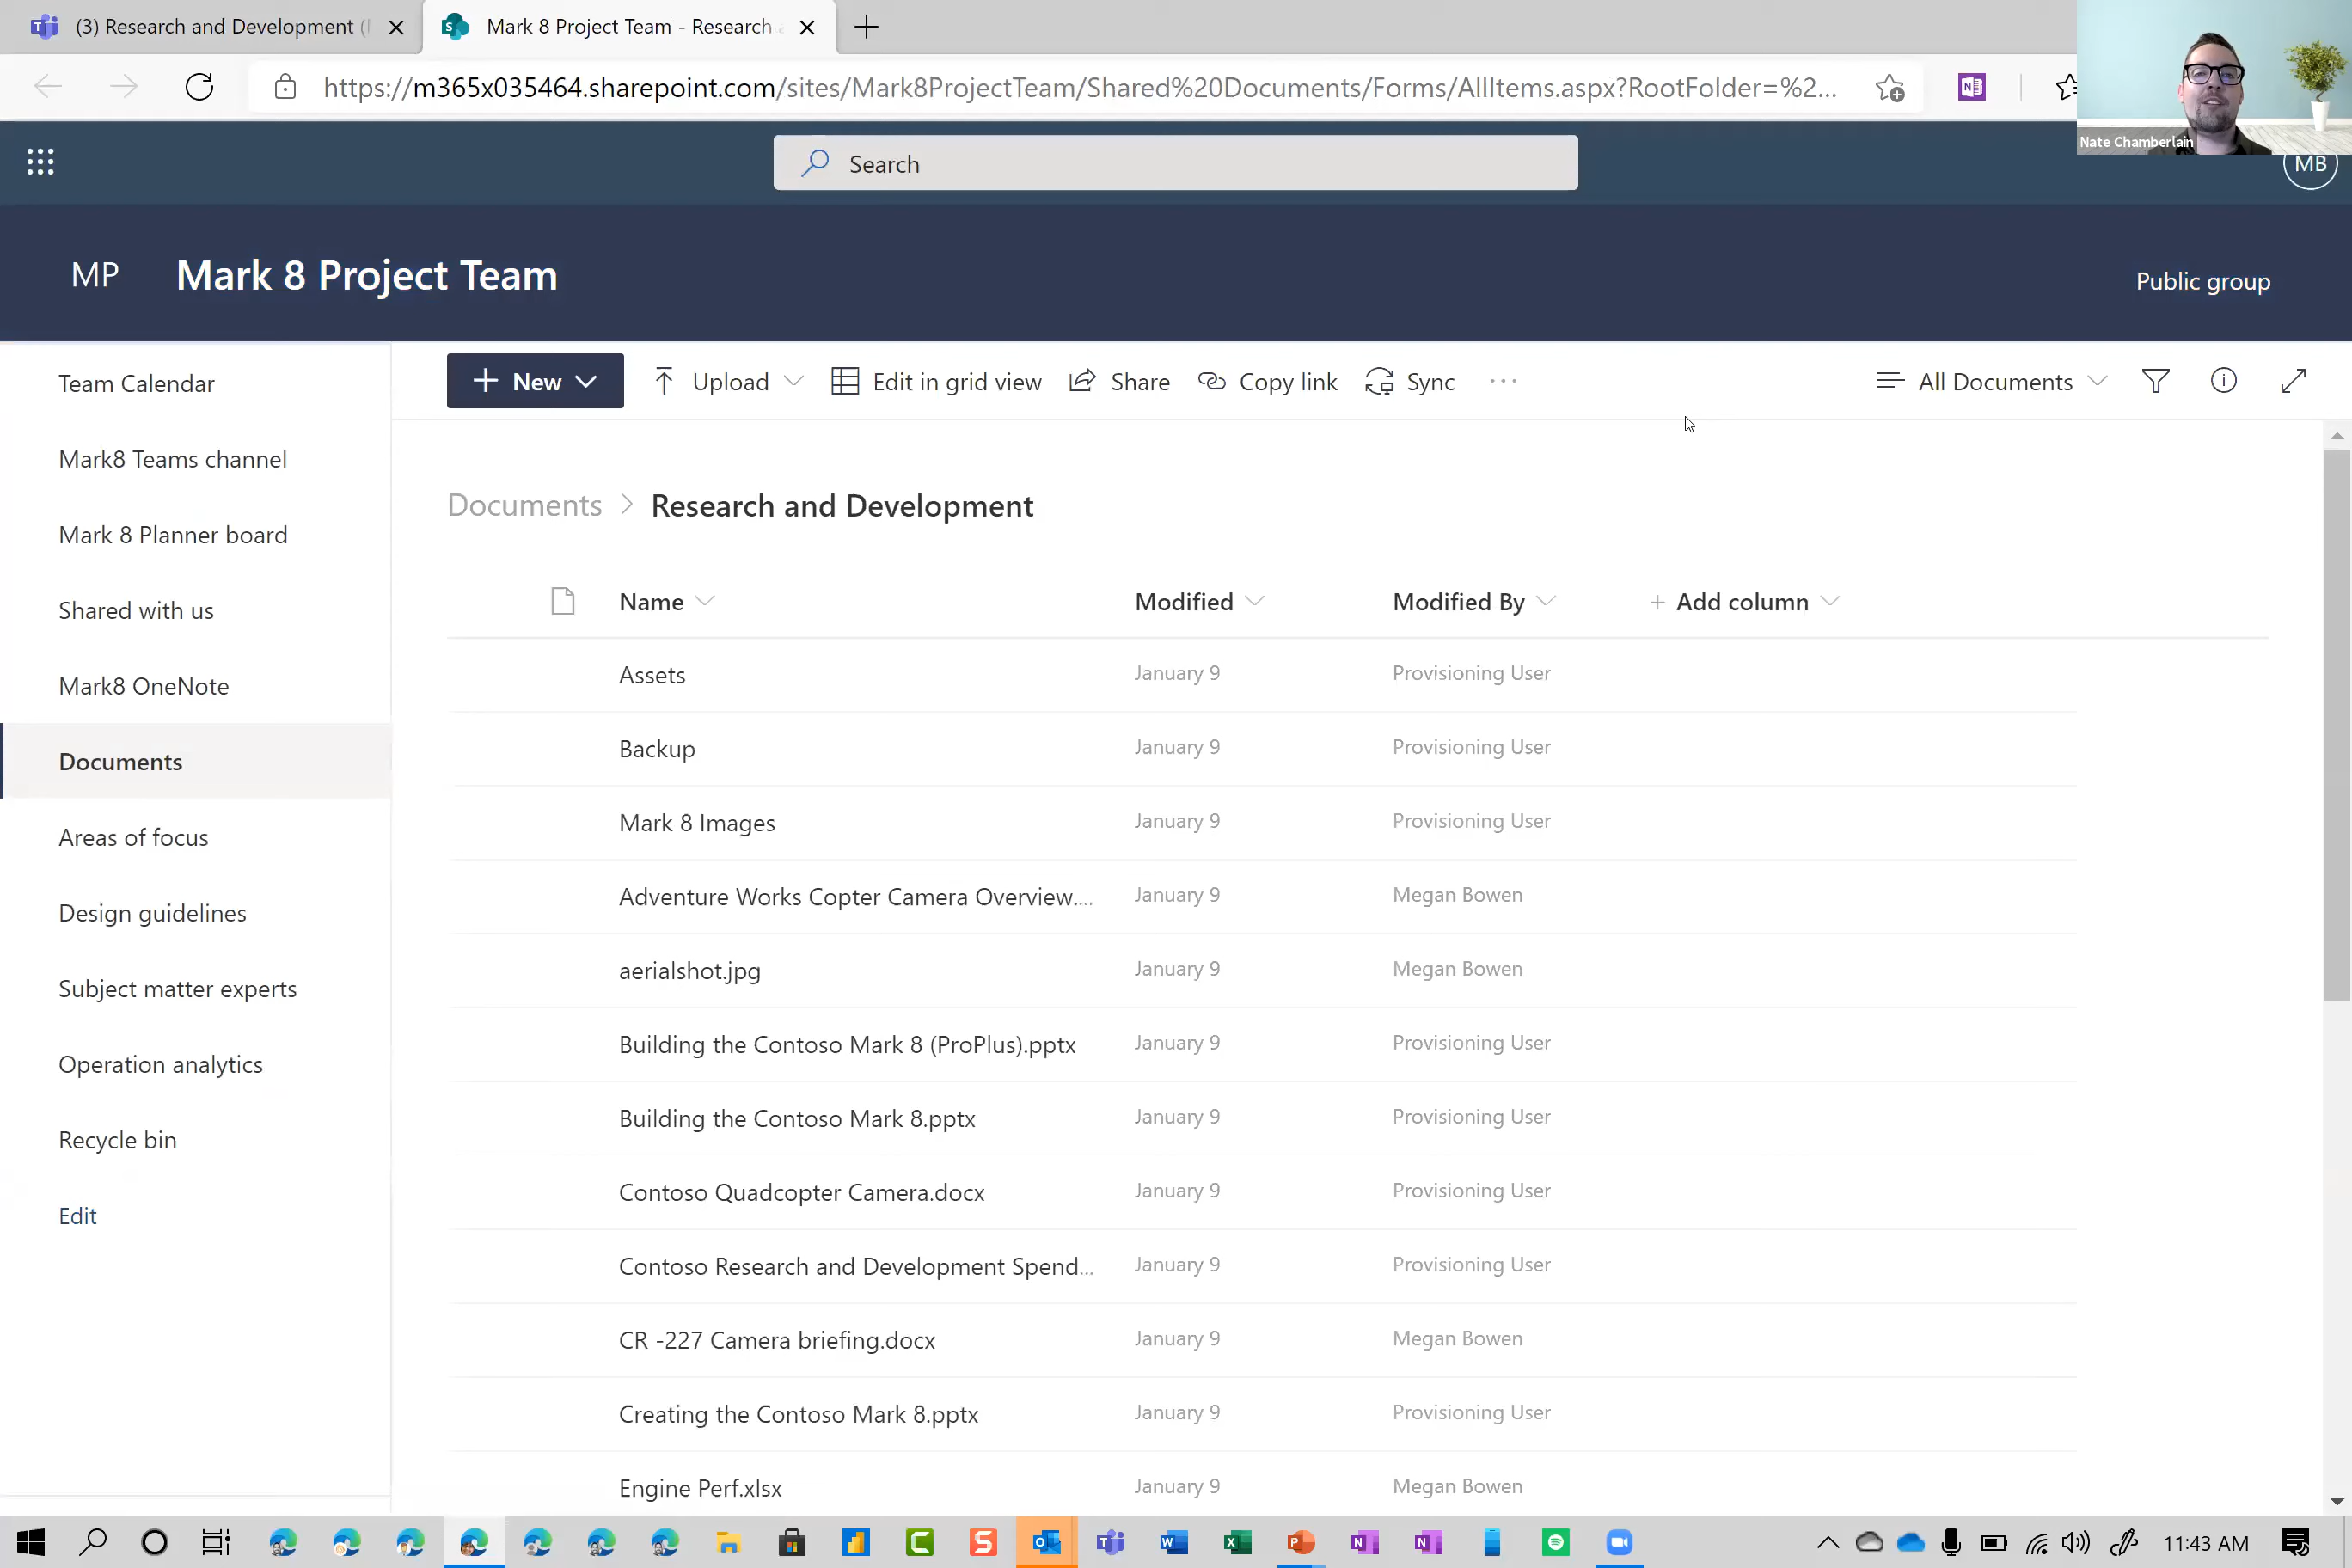 (3) Research and Development (
Mark 8 Project Team - Research
https://m365x035464.sharepoint.com/sites/Mark8ProjectTeam/Shared%20Documents/Forms/AllItems.aspx?RootFolder=%2...
Nate Chamberlain
Search
MB
MP
Mark 8 Project Team
Public group
New
Upload
Edit in grid view
Share
Copy link
Sync
...
All Documents
Team Calendar
Mark8 Teams channel
Mark 8 Planner board
Shared with us
Mark8 OneNote
Documents
Areas of focus
Design guidelines
Subject matter experts
Operation analytics
Recycle bin
Edit
Documents > Research and Development
Name Modified Modified By + Add column
Assets January 9 Provisioning User
Backup January 9 Provisioning User
Mark 8 Images January 9 Provisioning User
Adventure Works Copter Camera Overview.... January 9 Megan Bowen
aerialshot.jpg January 9 Megan Bowen
Building the Contoso Mark 8 (ProPlus).pptx January 9 Provisioning User
Building the Contoso Mark 8.pptx January 9 Provisioning User
Contoso Quadcopter Camera.docx January 9 Provisioning User
Contoso Research and Development Spend... January 9 Provisioning User
CR -227 Camera briefing.docx January 9 Megan Bowen
Creating the Contoso Mark 8.pptx January 9 Provisioning User
Engine Perf.xlsx January 9 Megan Bowen
11:43 AM